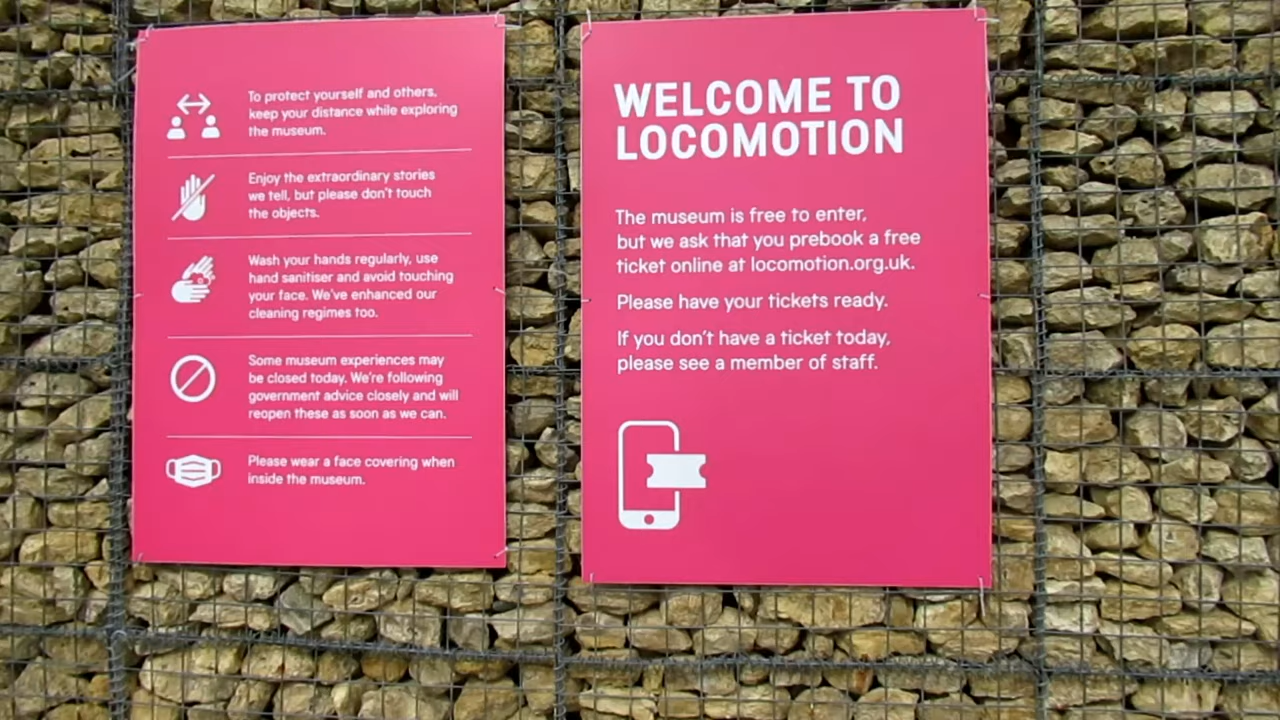 To protect yourself and others,
keep your distance while exploring
the museum.
Enjoy the extraordinary stories
we tell, but please don't touch
the objects.
Wash your hands regularly, use
hand sanitiser and avoid touching
your face. We've enhanced our
cleaning regimes too.
Some museum experiences may
be closed today. We're following
government advice closely and will
reopen these as soon as we can.
Please wear a face covering when
inside the museum.
WELCOME TO
LOCOMOTION
The museum is free to enter,
but we ask that you prebook a free
ticket online at locomotion.org.uk.
Please have your tickets ready.
If you don't have a ticket today,
please see a member of staff.